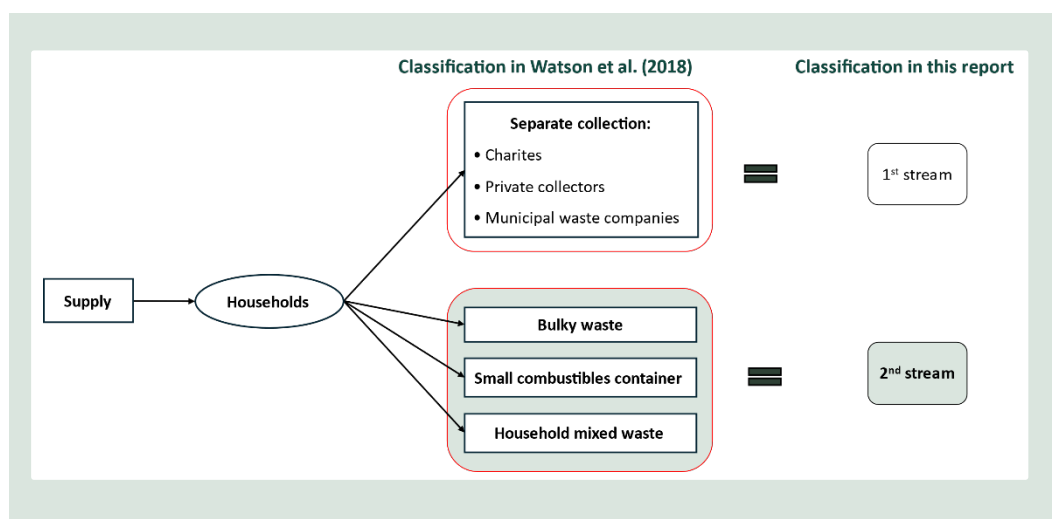 Classification in Watson et al. (2018)
Classification in this report
Separate collection:
• Charites
• Private collectors
• Municipal waste companies
1st stream
Supply
Households
Bulky waste
Small combustibles container
Household mixed waste
2nd stream